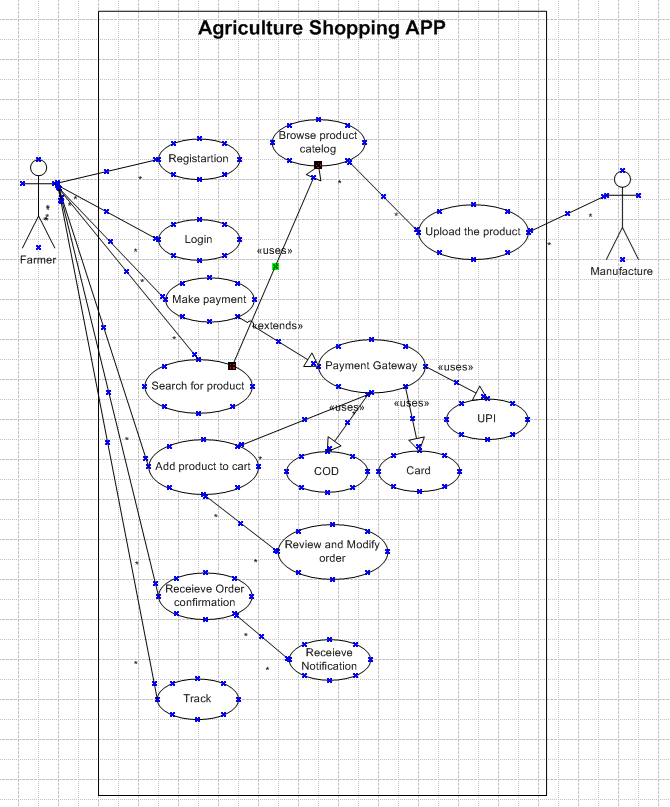 Agriculture Shopping APP
Browse product
catelog
Registartion
*
*
Upload the product
*
*
*
*
Farmer
Login
*
«uses»
Manufacture
*
*
Make payment
«extends»
*
Search for product
Payment Gateway
«uses»
«uses»
«uses»
UPI
*
*
Add product to cart
COD
Card
*
Review and Modify
order
*
*
Receieve Order
confirmation
*
Receieve
Notification
*
*
Track